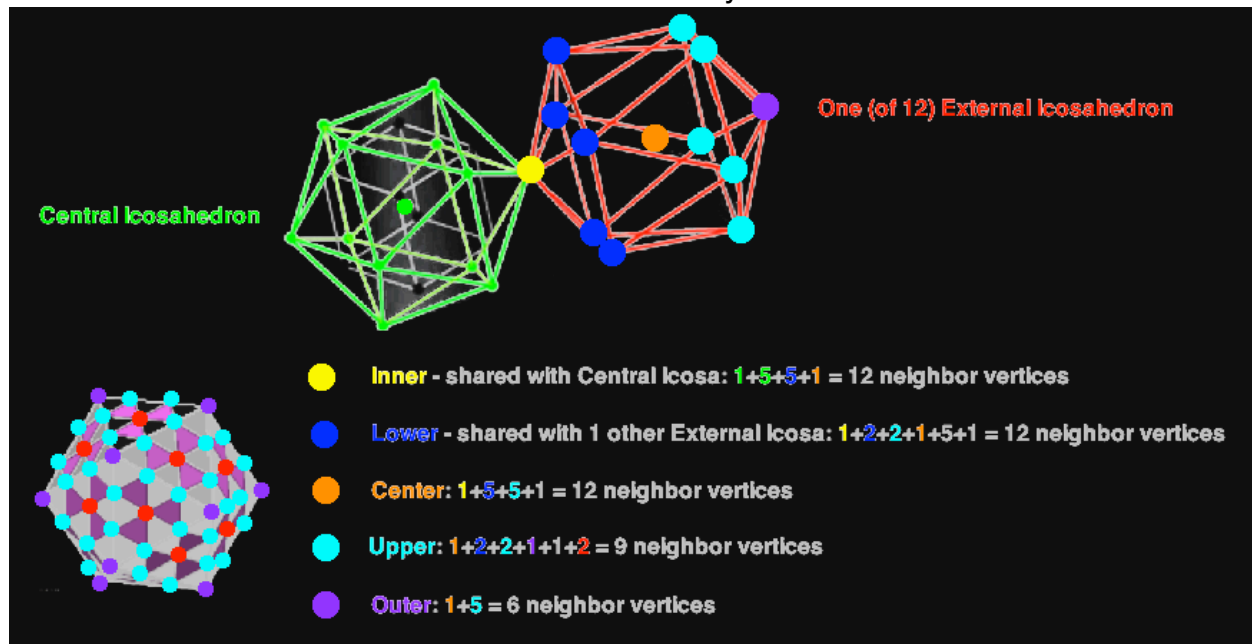 One (of 12) External Icosahedron
Central Icosahedron
Inner - shared with Central Icosa: 1+5+5+1 = 12 neighbor vertices
Lower - shared with 1 other External Icosa: 1+2+2+1+5+1 = 12 neighbor vertices
Center: 1+5+5+1 = 12 neighbor vertices
Upper: 1+2+2+1+1+2 = 9 neighbor vertices
Outer: 1+5 = 6 neighbor vertices